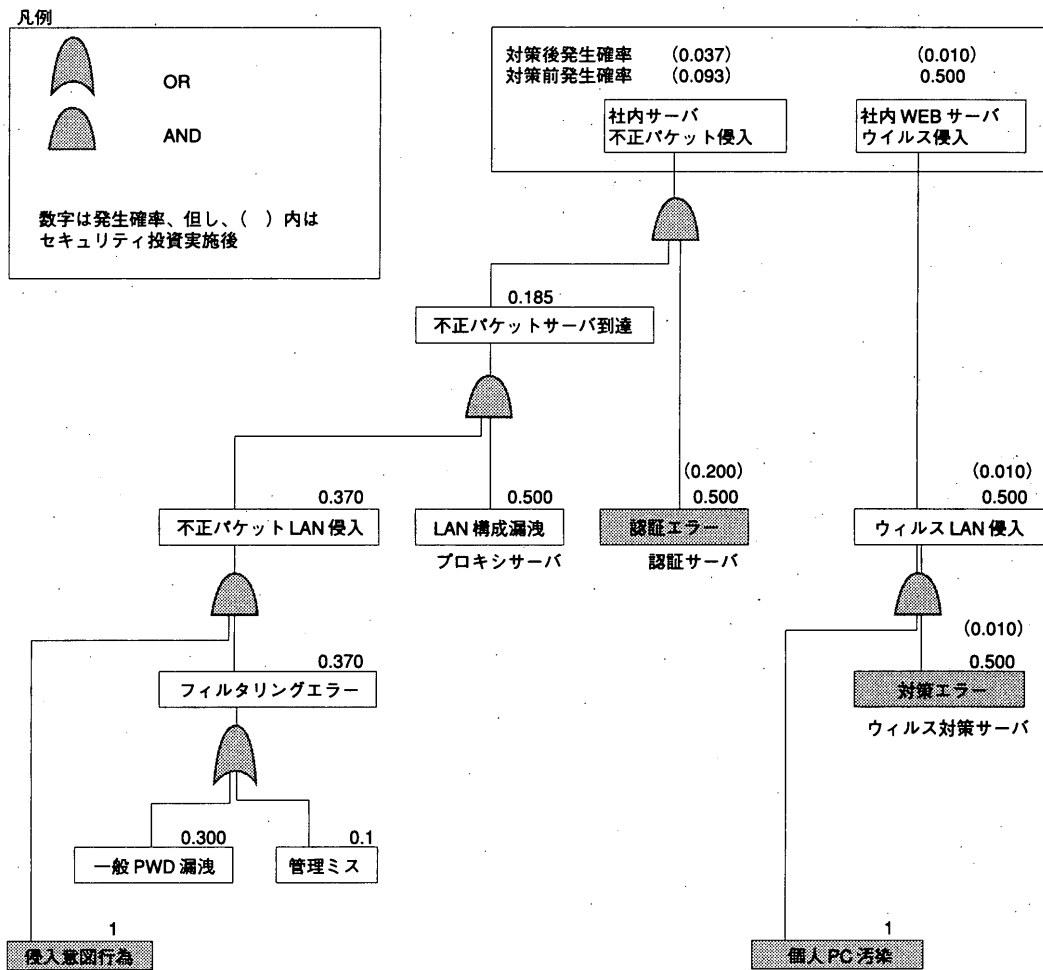 凡例
OR
AND
数字は発生確率、但し、（　）内は
セキュリティ投資実施後
対策後発生確率 （0.037） （0.010）
対策前発生確率 （0.093） 0.500
社内サーバ
不正パケット侵入
社内 WEB サーバ
ウイルス侵入
0.185
不正パケットサーバ到達
0.370
不正パケット LAN 侵入
0.500
LAN 構成漏洩
プロキシサーバ
（0.200）
0.500
認証エラー
認証サーバ
（0.010）
0.500
ウィルス LAN 侵入
0.370
フィルタリングエラー
（0.010）
0.500
対策エラー
ウィルス対策サーバ
0.300
一般 PWD 漏洩
0.1
管理ミス
1
侵入意図行為
1
個人 PC 汚染